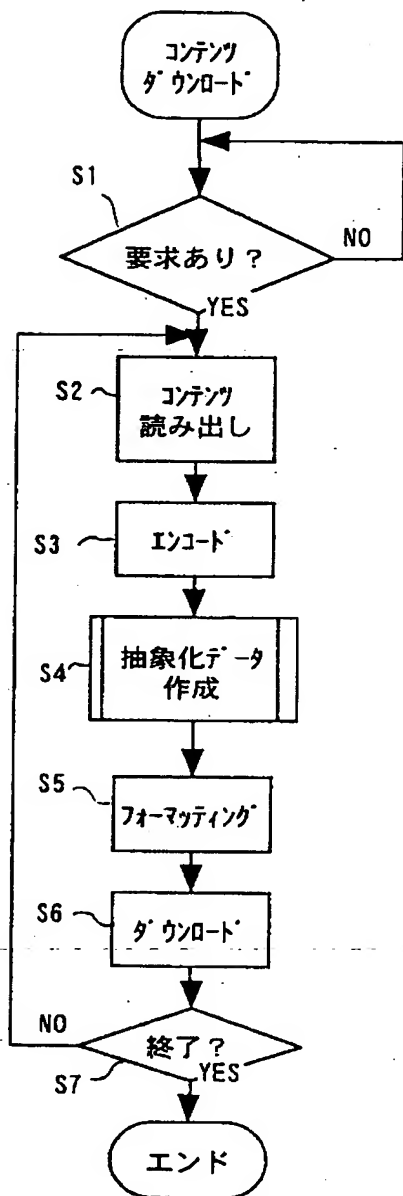 コンテンツ
ダウンロード
S1
要求あり？
NO
YES
S2
コンテンツ
読み出し
S3
エンコード
S4
抽象化データ
作成
S5
フォーマッティング
S6
ダウンロード
NO
終了？
S7
YES
エンド